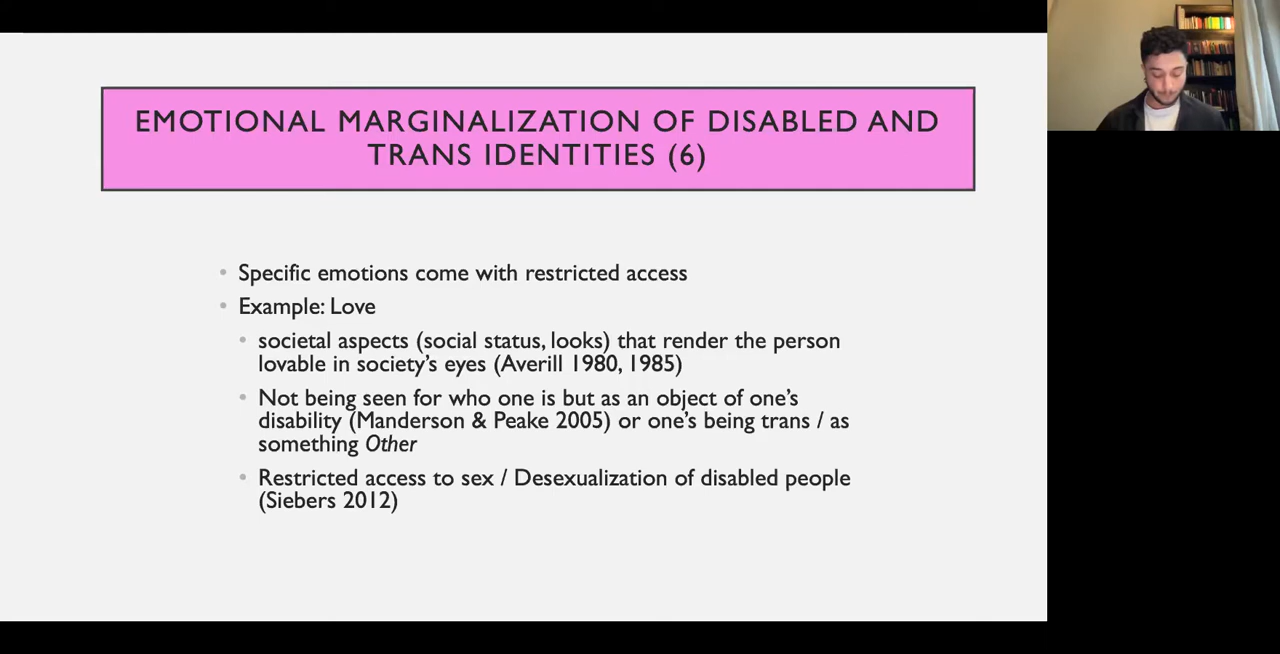 EMOTIONAL MARGINALIZATION OF DISABLED AND
TRANS IDENTITIES (6)
• Specific emotions come with restricted access
• Example: Love
• societal aspects (social status, looks) that render the person
lovable in society's eyes (Averill 1980, 1985)
• Not being seen for who one is but as an object of one's
disability (Manderson & Peake 2005) or one's being trans / as
something Other
• Restricted access to sex / Desexualization of disabled people
(Siebers 2012)